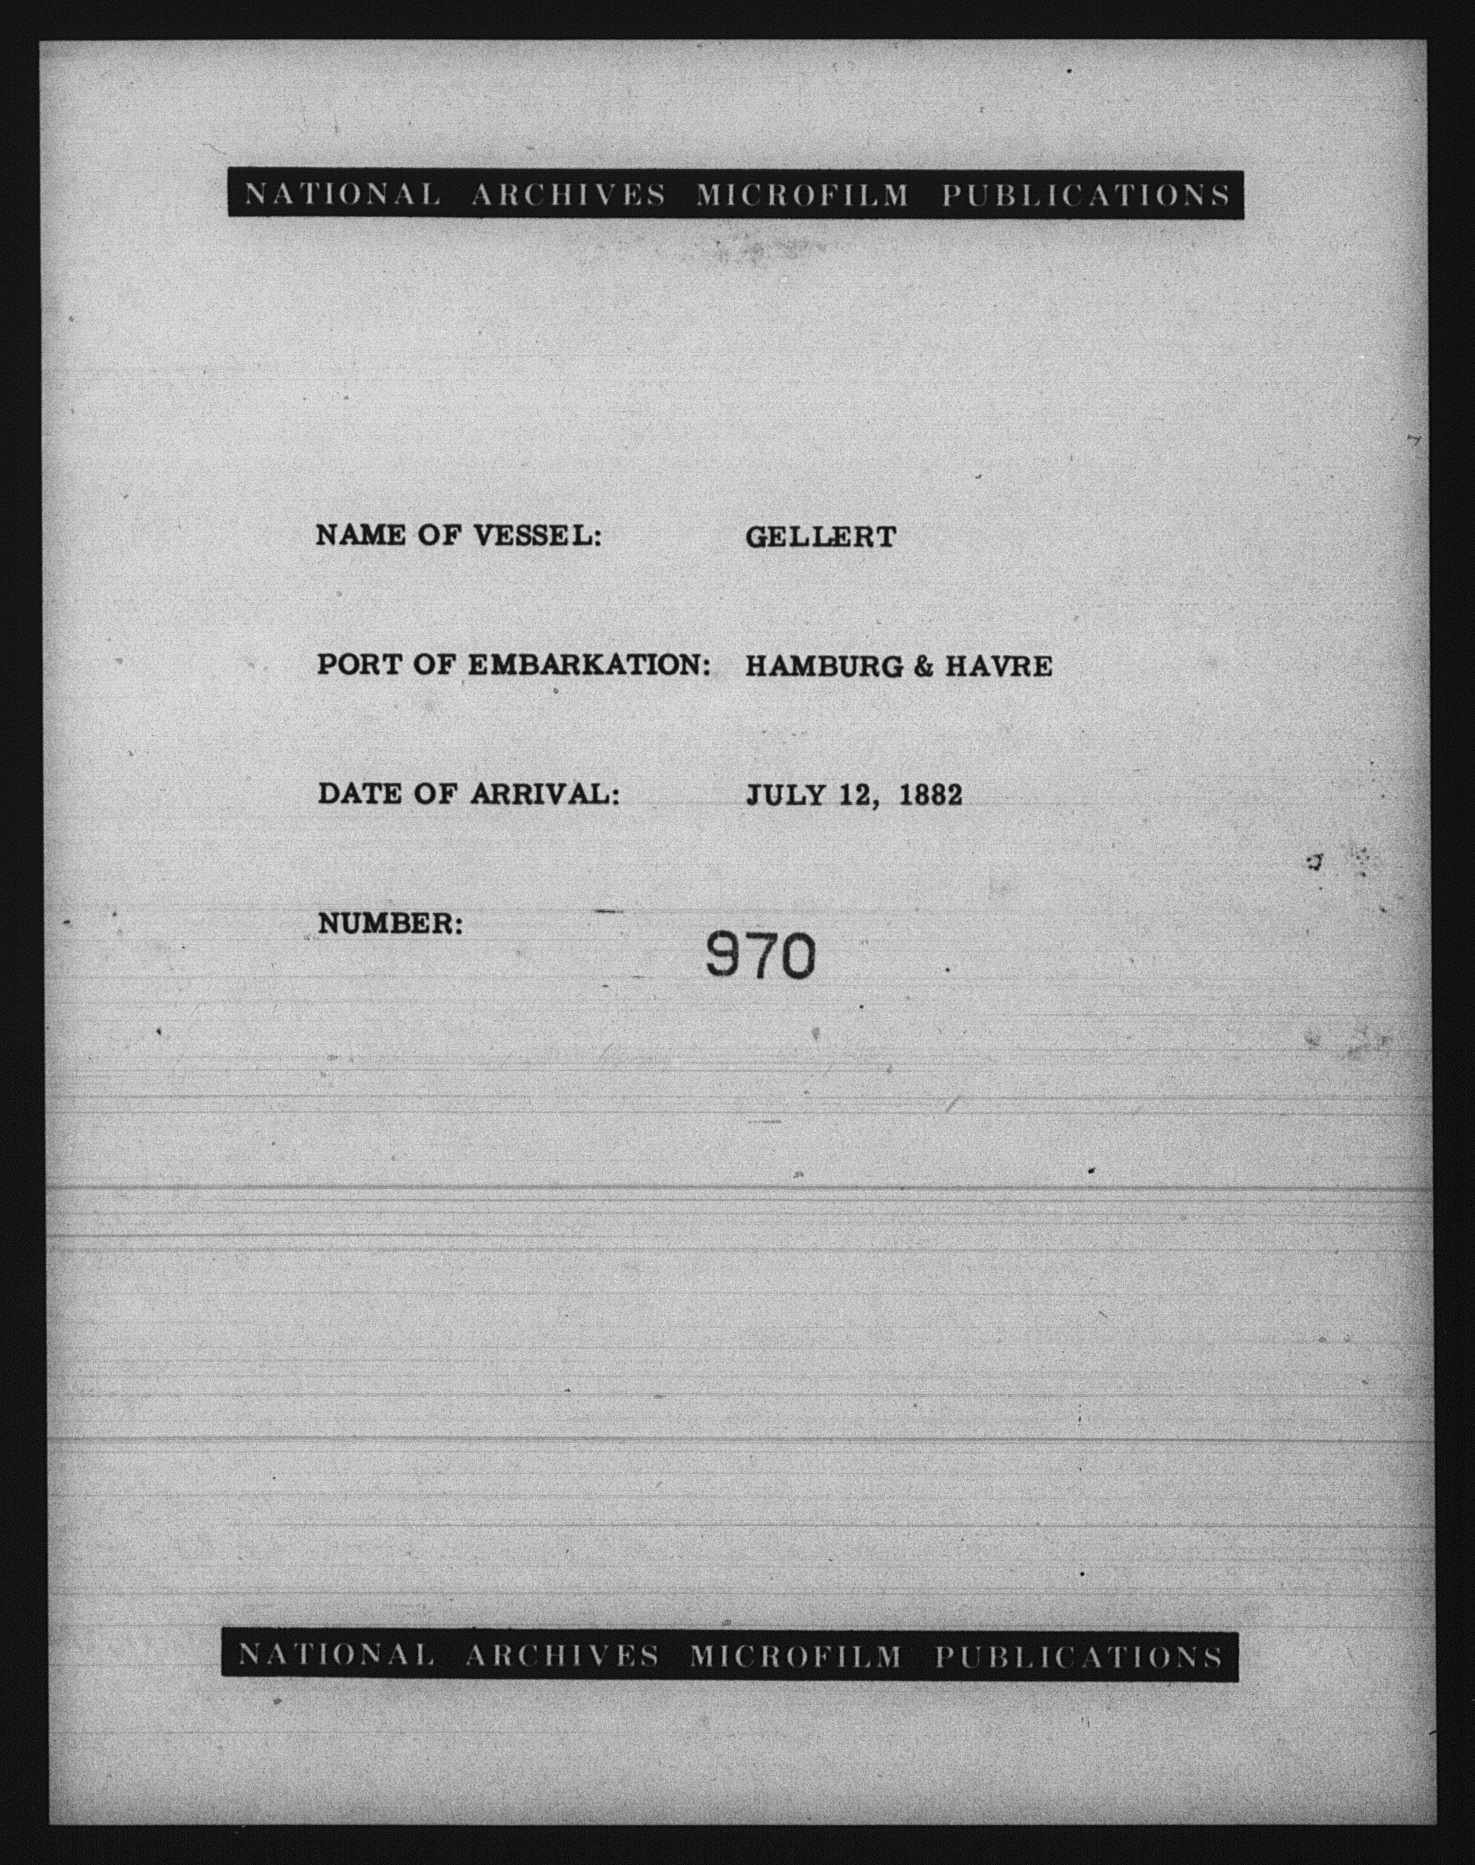 NATIONAL ARCHIVES MICROFILM PUBLICATIONS
NAME OF VESSEL: GELLERT
PORT OF EMBARKATION: HAMBURG & HAVRE
DATE OF ARRIVAL: JULY 12, 1882
NUMBER: 970
NATIONAL ARCHIVES MICROFILM PUBLICATIONS